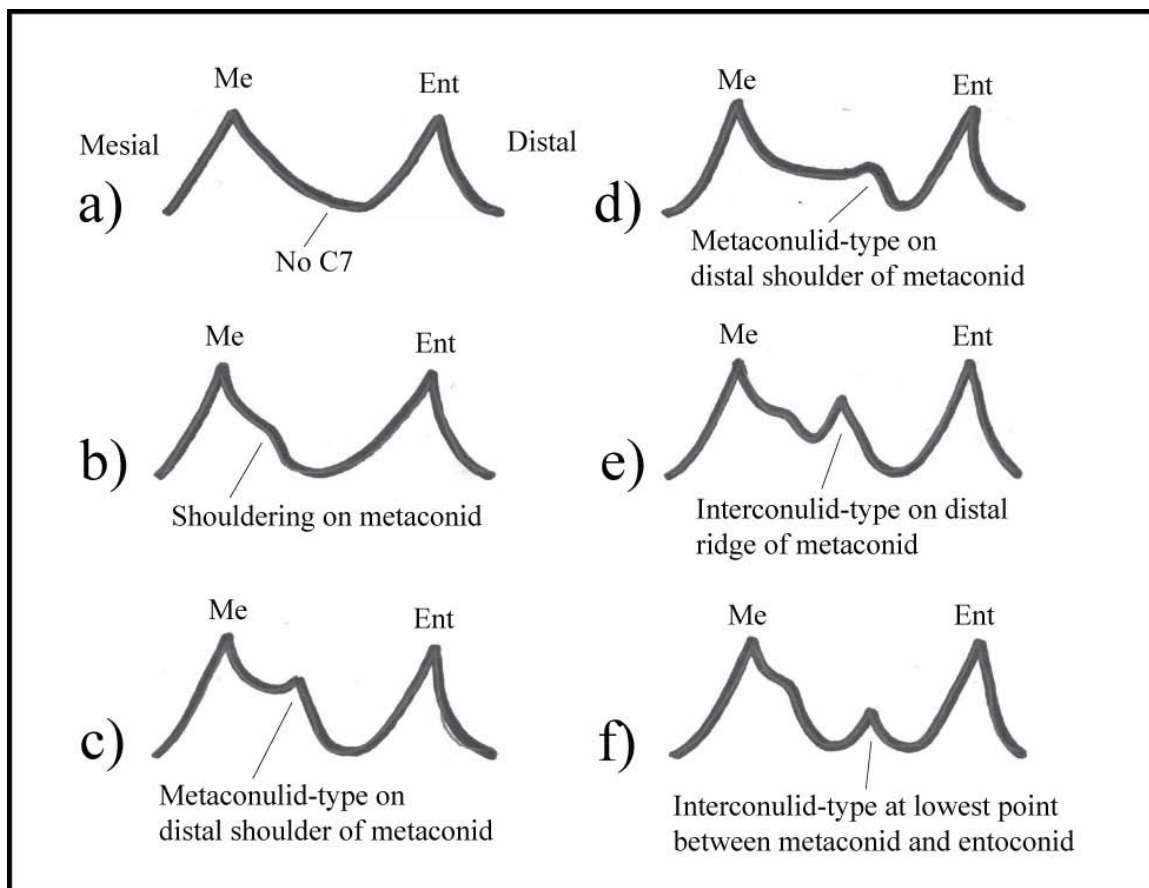 Me
Ent
Mesial
Distal
a)
No C7
Me
Ent
b)
Shouldering on metaconid
Me
Ent
c)
Metaconulid-type on
distal shoulder of metaconid
Me
Ent
d)
Metaconulid-type on
distal shoulder of metaconid
Me
Ent
e)
Interconulid-type on distal
ridge of metaconid
Me
Ent
f)
Interconulid-type at lowest point
between metaconid and entoconid